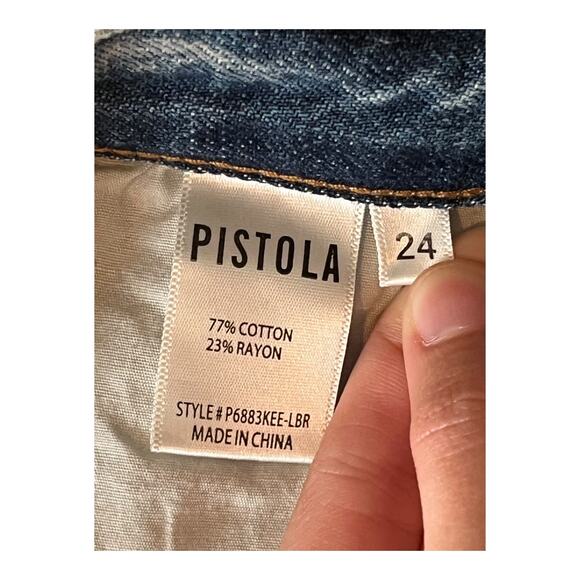 PISTOLA
24
77% COTTON
23% RAYON
STYLE # P6883KEE-LBR
MADE IN CHINA